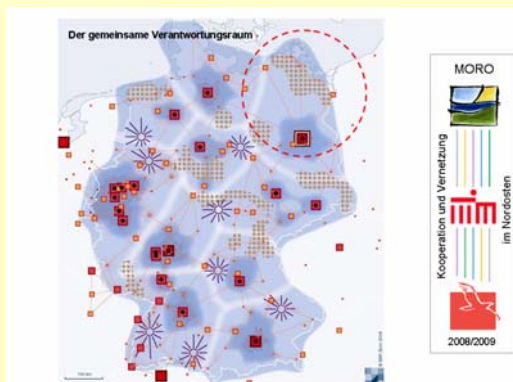 Der gemeinsame Verantwortungsraum
MORO
Kooperation und Vernetzung
im Nordosten
2008/2009